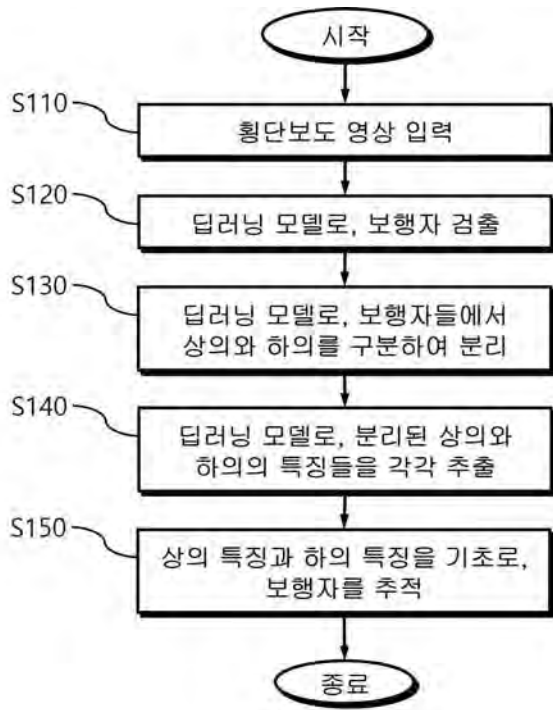 시작
S110
횡단보도 영상 입력
S120
딥러닝 모델로, 보행자 검출
S130
딥러닝 모델로, 보행자들에서
상의와 하의를 구분하여 분리
S140
딥러닝 모델로, 분리된 상의와
하의의 특징들을 각각 추출
S150
상의 특징과 하의 특징을 기초로,
보행자를 추적
종료